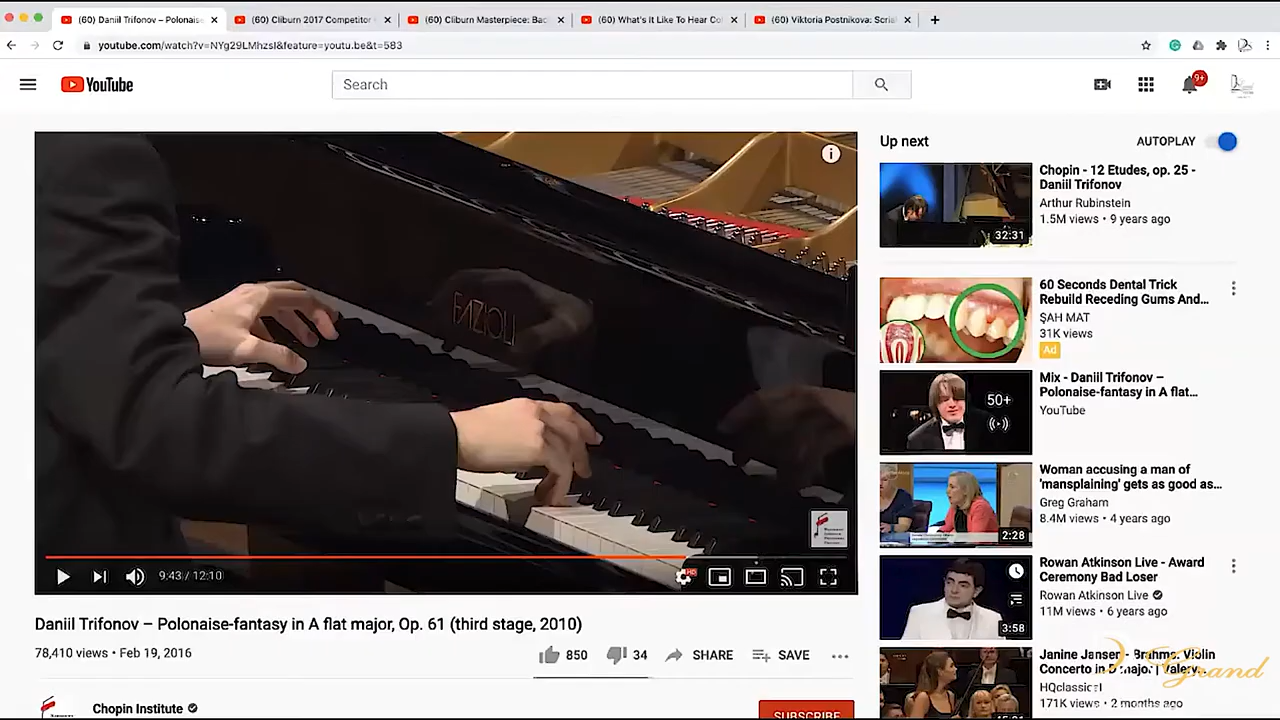 (60) Daniil Trifonov – Polonaise
(60) Cliburn 2017 Competitor
(60) Cliburn Masterpiece: Bac
(60) What's it Like To Hear Co
(60) Viktoria Postnikova: Scria
youtube.com/watch?v=NYg29LMhzsI&feature=youtu.be&t=583
YouTube
Search
9+
FAZIOLI
9:43 / 12:10
HD
Daniil Trifonov – Polonaise-fantasy in A flat major, Op. 61 (third stage, 2010)
78,410 views • Feb 19, 2016
850
34
SHARE
SAVE
Chopin Institute
SUBSCRIBE
Up next
AUTOPLAY
32:31
Chopin - 12 Etudes, op. 25 -
Daniil Trifonov
Arthur Rubinstein
1.5M views • 9 years ago
60 Seconds Dental Trick
Rebuild Receding Gums And...
ŞAH MAT
31K views
Ad
50+
Mix - Daniil Trifonov –
Polonaise-fantasy in A flat...
YouTube
2:28
Woman accusing a man of
'mansplaining' gets as good as...
Greg Graham
8.4M views • 4 years ago
3:58
Rowan Atkinson Live - Award
Ceremony Bad Loser
Rowan Atkinson Live
11M views • 6 years ago
Janine Jansen - Brahms: Violin
Concerto in D major | Valery...
HQclassical
171K views • 2 months ago
Grand